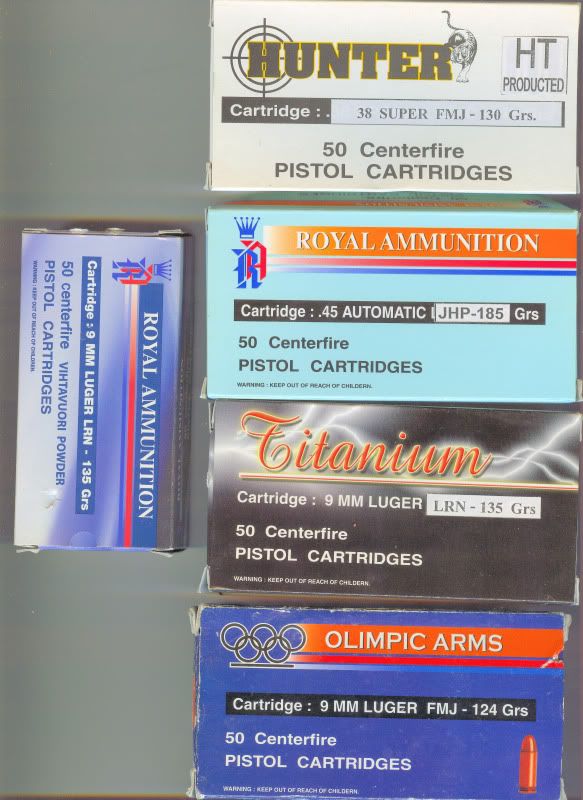 HUNTER
HT
PRODUCTED
Cartridge : .
38 SUPER FMJ - 130 Grs.
50 Centerfire
PISTOL CARTRIDGES
ROYAL AMMUNITION
Cartridge : .45 AUTOMATIC JHP-185 Grs
50 Centerfire
PISTOL CARTRIDGES
WARNING : KEEP OUT OF REACH OF CHILDERN.
ROYAL AMMUNITION
Cartridge : 9 MM LUGER LRN - 135 Grs
50 centerfire VIHTAVUORI POWDER
PISTOL CARTRIDGES
WARNING : KEEP OUT OF REACH OF CHILDREN.
Titanium
Cartridge : 9 MM LUGER LRN - 135 Grs
50 Centerfire
PISTOL CARTRIDGES
WARNING : KEEP OUT OF REACH OF CHILDERN.
OLIMPIC ARMS
Cartridge : 9 MM LUGER FMJ - 124 Grs
50 Centerfire
PISTOL CARTRIDGES
WARNING : KEEP OUT OF REACH OF CHILDERN.